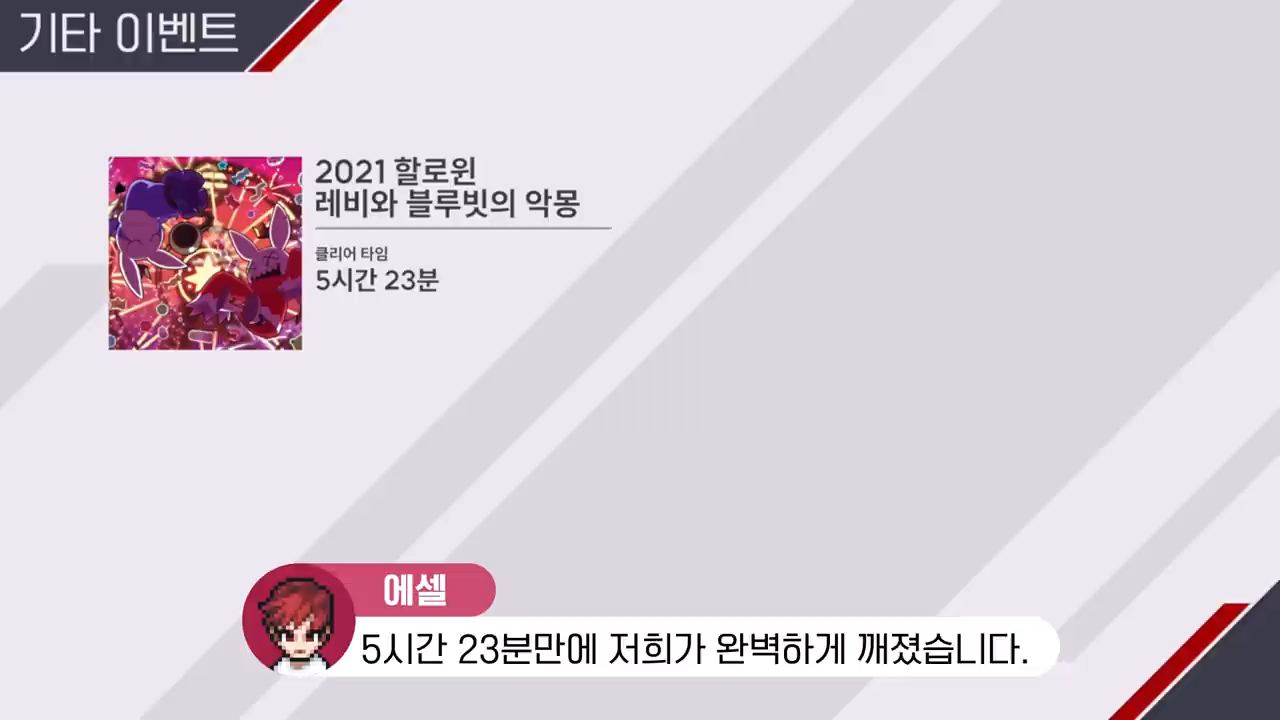 기타 이벤트
2021 할로윈
레비와 블루빗의 악몽
클리어 타임
5시간 23분
에셀
5시간 23분만에 저희가 완벽하게 깨졌습니다.